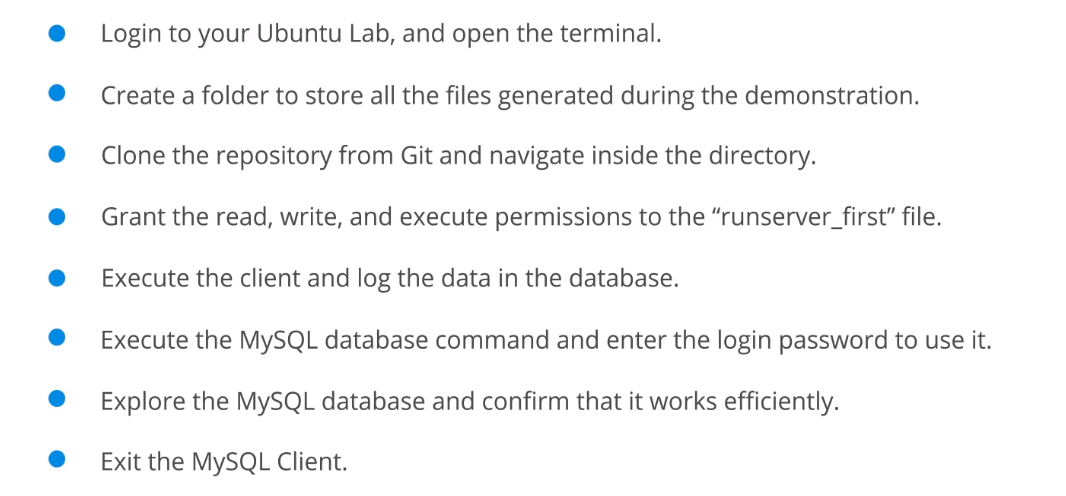 Login to your Ubuntu Lab, and open the terminal.
Create a folder to store all the files generated during the demonstration.
Clone the repository from Git and navigate inside the directory.
Grant the read, write, and execute permissions to the “runserver_first” file.
Execute the client and log the data in the database.
Execute the MySQL database command and enter the login password to use it.
Explore the MySQL database and confirm that it works efficiently.
Exit the MySQL Client.